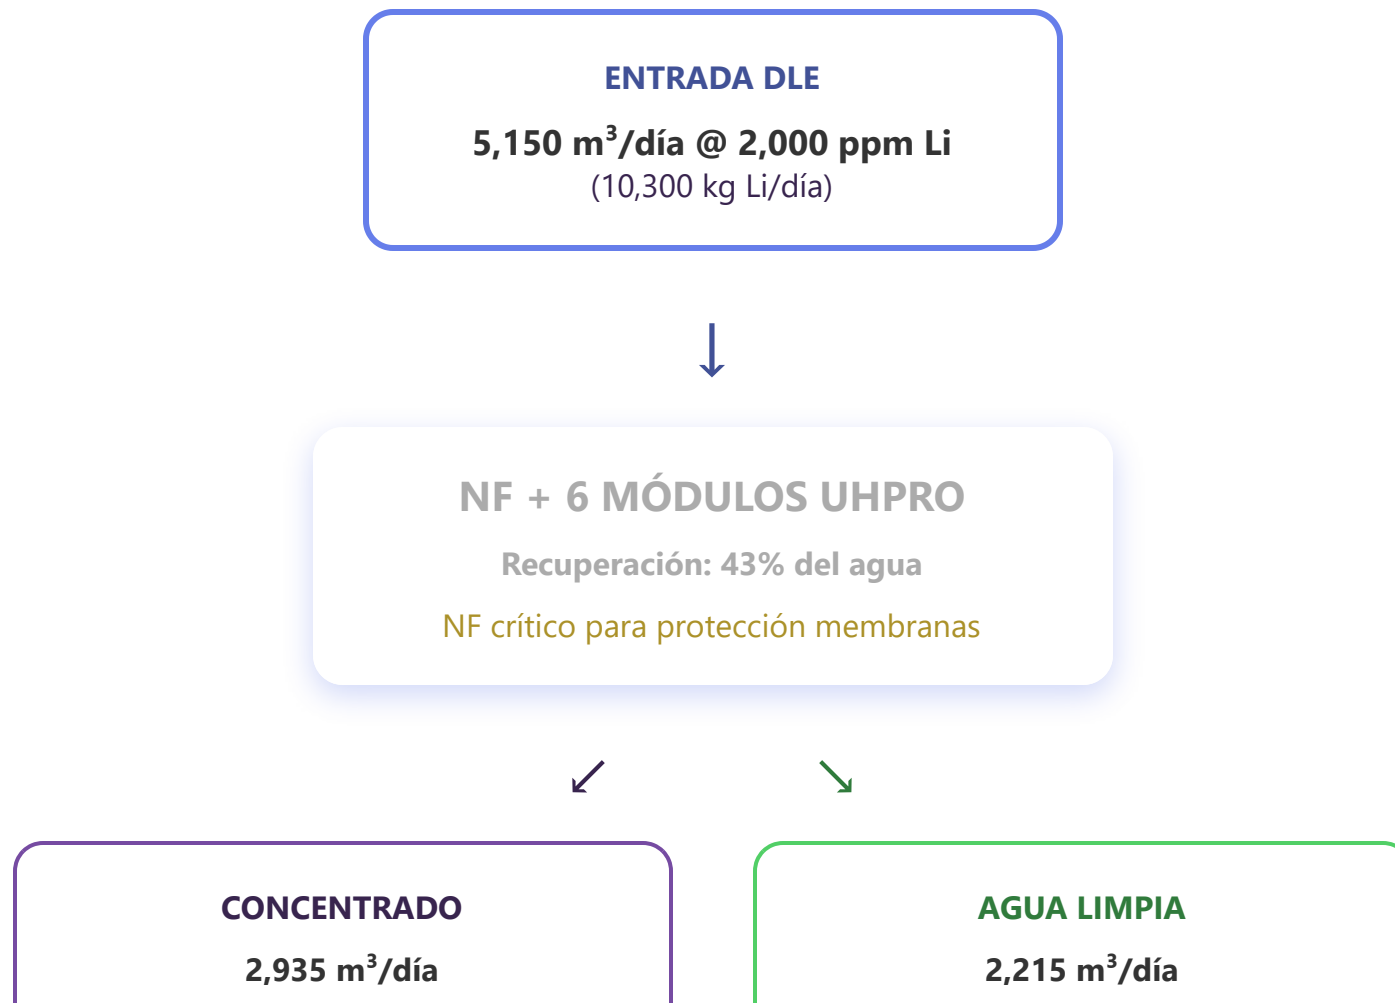 ENTRADA DLE
5,150 m³/día @ 2,000 ppm Li
(10,300 kg Li/día)
↓
NF + 6 MÓDULOS UHPRO
Recuperación: 43% del agua
NF crítico para protección membranas
↙ ↘
CONCENTRADO
2,935 m³/día
AGUA LIMPIA
2,215 m³/día